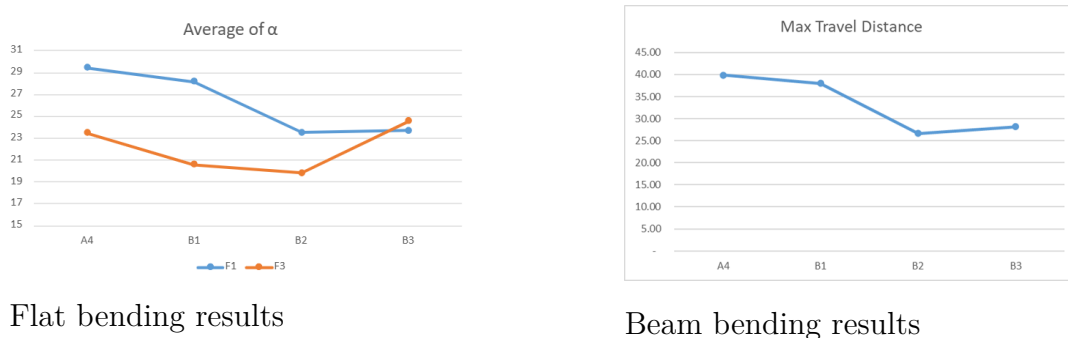 Average of α
31
29
27
25
23
21
19
17
15
A4 B1 B2 B3
F1 F3
Flat bending results
Max Travel Distance
45.00
40.00
35.00
30.00
25.00
20.00
15.00
10.00
5.00
-
A4 B1 B2 B3
Beam bending results